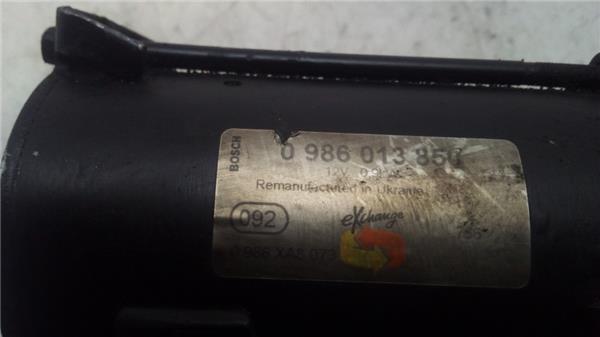 BOSCH
0 986 013 850
12V
Remanufactured in Ukraine
092
eXchange